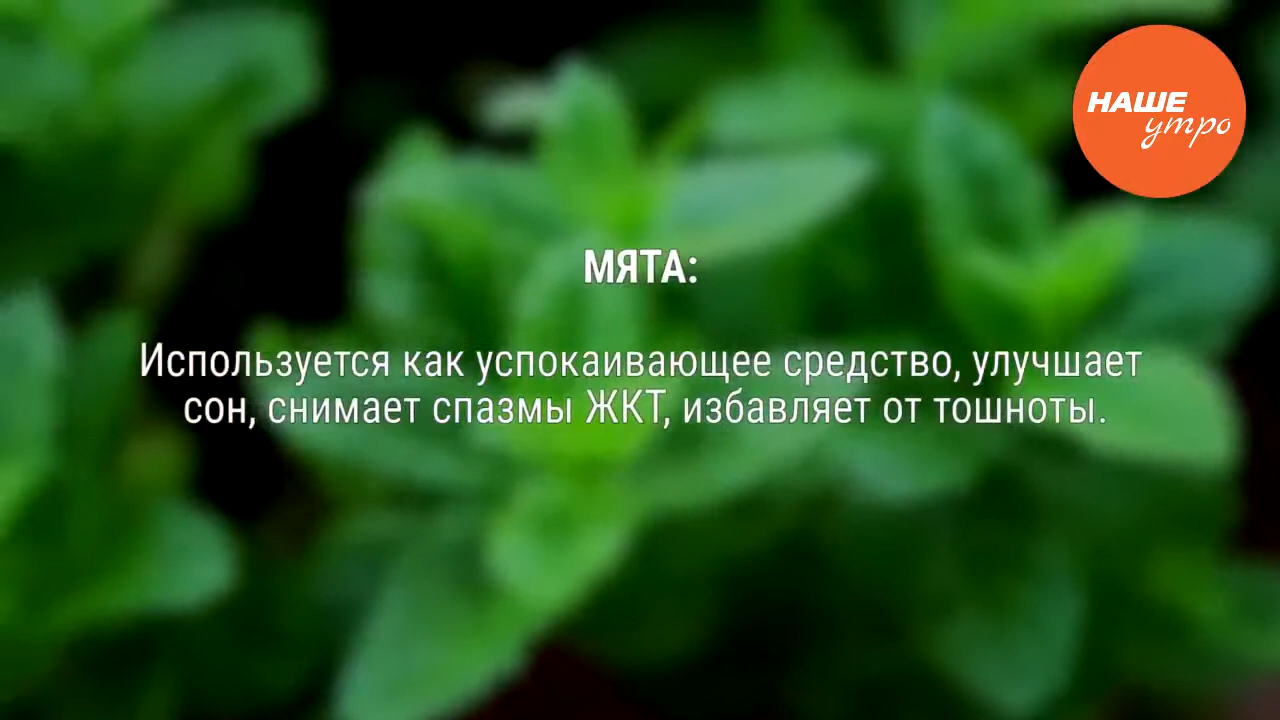 НАШЕ
утро
МЯТА:
Используется как успокаивающее средство, улучшает
сон, снимает спазмы ЖКТ, избавляет от тошноты.